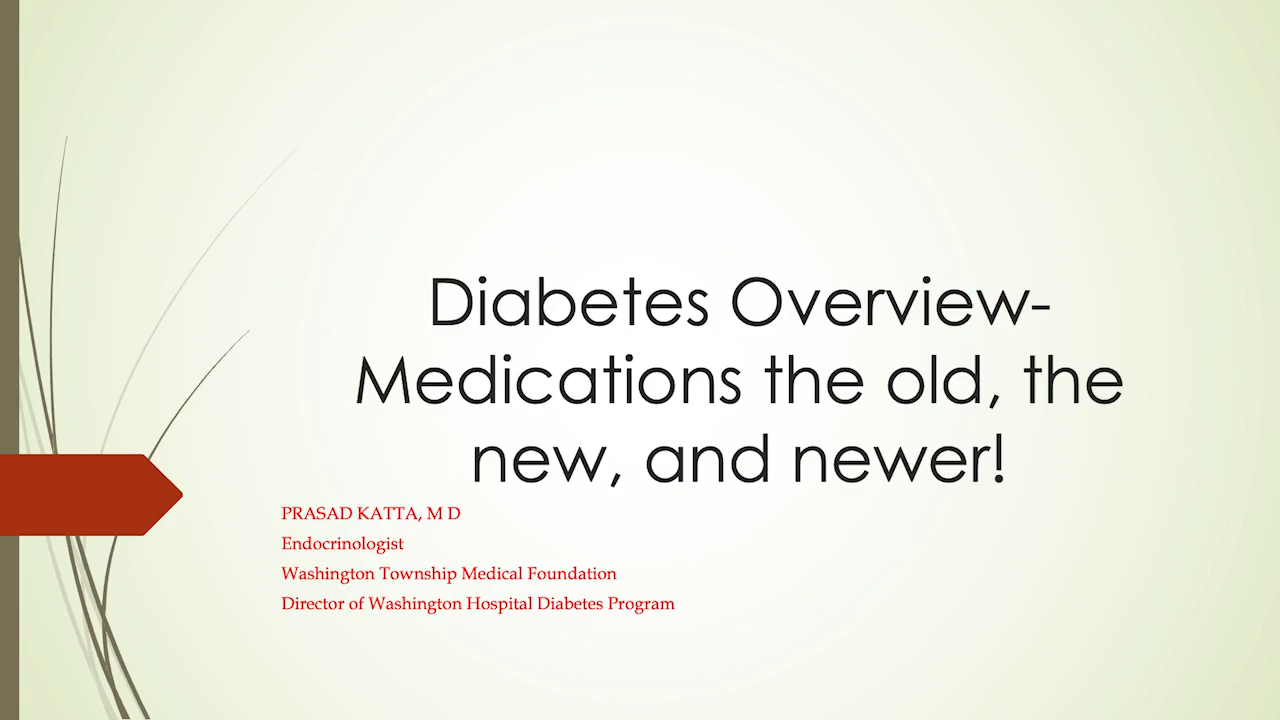 Diabetes Overview-
Medications the old, the
new, and newer!
PRASAD KATTA, M D
Endocrinologist
Washington Township Medical Foundation
Director of Washington Hospital Diabetes Program